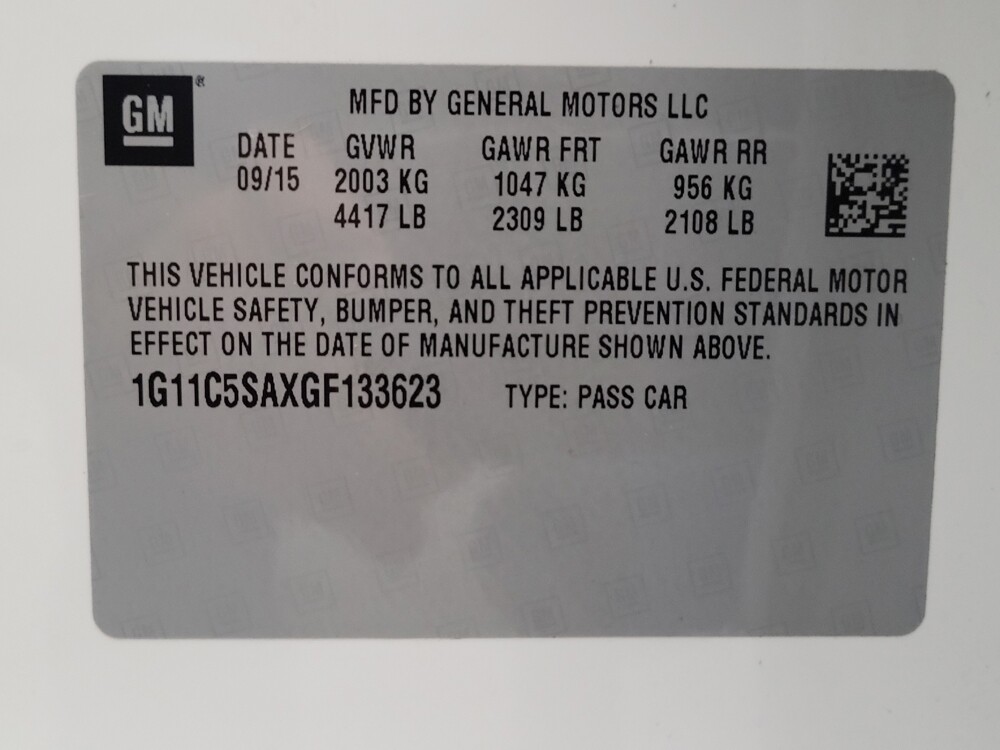 GM®
MFD BY GENERAL MOTORS LLC
DATE GVWR GAWR FRT GAWR RR
09/15 2003 KG 1047 KG 956 KG
4417 LB 2309 LB 2108 LB
THIS VEHICLE CONFORMS TO ALL APPLICABLE U.S. FEDERAL MOTOR
VEHICLE SAFETY, BUMPER, AND THEFT PREVENTION STANDARDS IN
EFFECT ON THE DATE OF MANUFACTURE SHOWN ABOVE.
1G11C5SAXGF133623 TYPE: PASS CAR